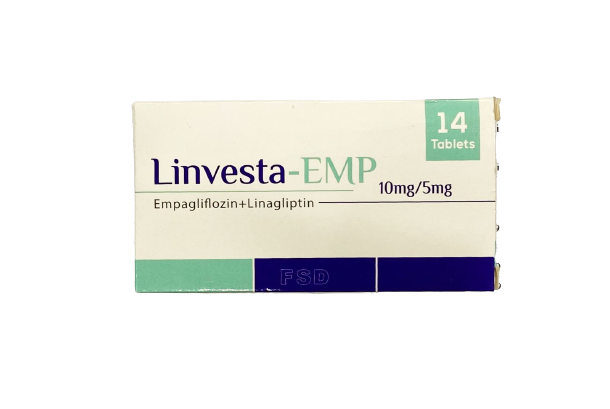 14
Tablets
Linvesta-EMP
10mg/5mg
Empagliflozin+Linagliptin
FSD